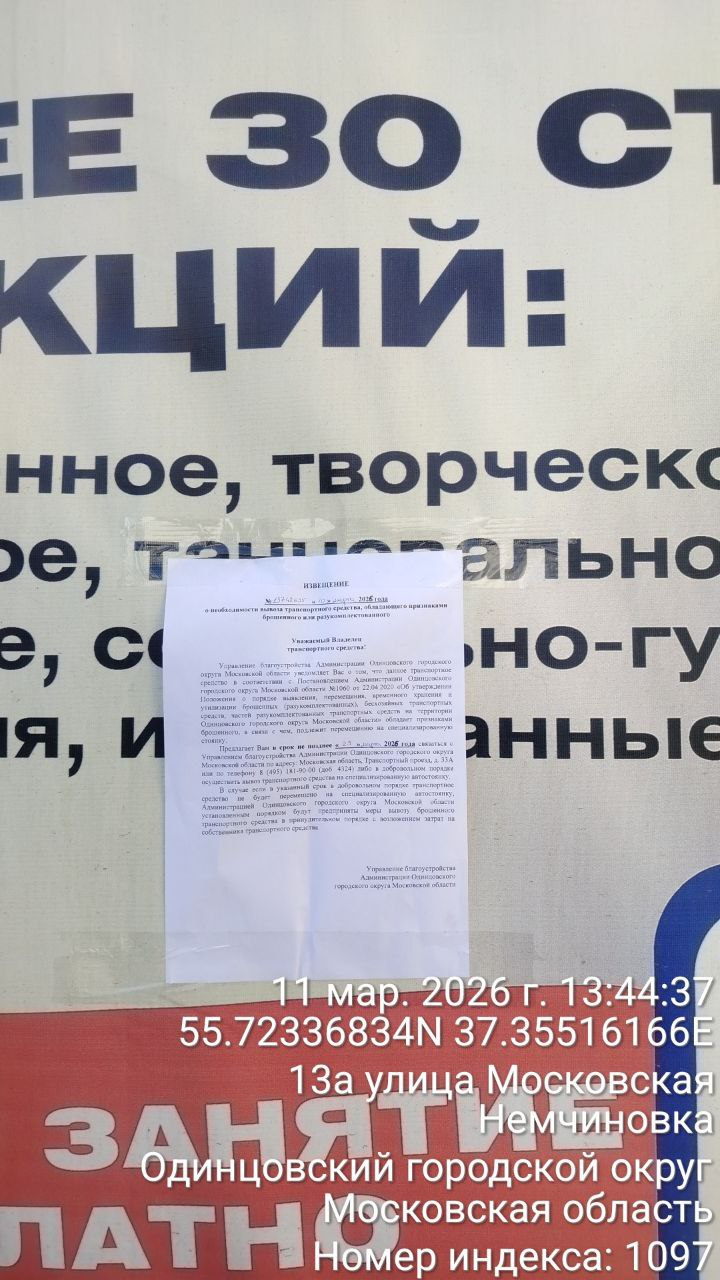 ЕЕ 30 СТ
КЦИЙ:
нное, творческо
ое, танцевально
е, со льно-гу
ия, и анные
ИЗВЕЩЕНИЕ
2026 года
о необходимости вывоза транспортного средства, обладающего признаками
брошенного или разукомплектованного
Уважаемый Владелец
транспортного средства!
Управление благоустройства Администрации Одинцовского городского
округа Московской области уведомляет Вас о том, что данное транспортное
средство в соответствии с Постановлением Администрации Одинцовского
городского округа Московской области №1060 от 22.04.2020 «Об утверждении
Положения о порядке выявления, перемещения, временного хранения и
утилизации брошенных (разукомплектованных), бесхозяйных транспортных
средств, частей разукомплектованных транспортных средств на территории
Одинцовского городского округа Московской области» обладает признаками
брошенного, в связи с чем, подлежит перемещению на специализированную
стоянку.
Предлагает Вам в срок не позднее 2026 года связаться с
Управлением благоустройства Администрации Одинцовского городского округа
Московской области по адресу: Московская область, Транспортный проезд, д. 33А
или по телефону 8 (495) 181-90-00 (доб. 4324) либо в добровольном порядке
осуществить вывоз транспортного средства на специализированную автостоянку.
В случае если в указанный срок в добровольном порядке транспортное
средство не будет перемещено на специализированную автостоянку,
Администрацией Одинцовского городского округа Московской области
установленным порядком будут предприняты меры вывозу брошенного
транспортного средства в принудительном порядке с возложением затрат на
собственника транспортного средства
Управление благоустройства
Администрации Одинцовского
городского округа Московской области
ЗАНЯТИЕ
ЛАТНО
11 мар. 2026 г. 13:44:37
55.72336834N 37.35516166E
13а улица Московская
Немчиновка
Одинцовский городской округ
Московская область
Номер индекса: 1097